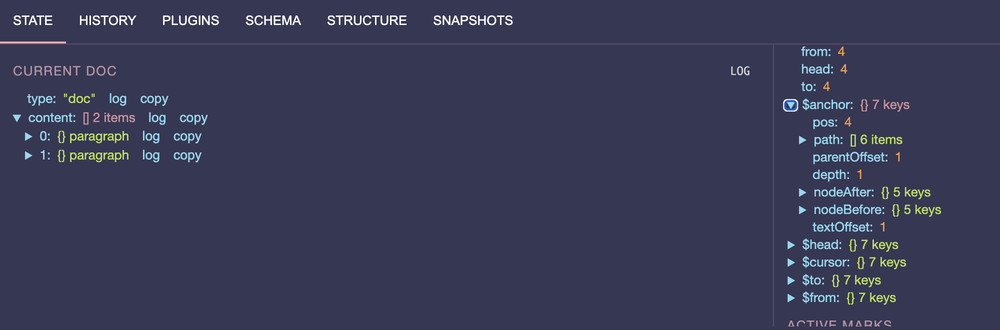 STATE HISTORY PLUGINS SCHEMA STRUCTURE SNAPSHOTS
CURRENT DOC LOG
type: "doc" log copy
content: [] 2 items log copy
0: {} paragraph log copy
1: {} paragraph log copy
from: 4
head: 4
to: 4
$anchor: {} 7 keys
pos: 4
path: [] 6 items
parentOffset: 1
depth: 1
nodeAfter: {} 5 keys
nodeBefore: {} 5 keys
textOffset: 1
$head: {} 7 keys
$cursor: {} 7 keys
$to: {} 7 keys
$from: {} 7 keys
ACTIVE MARKS